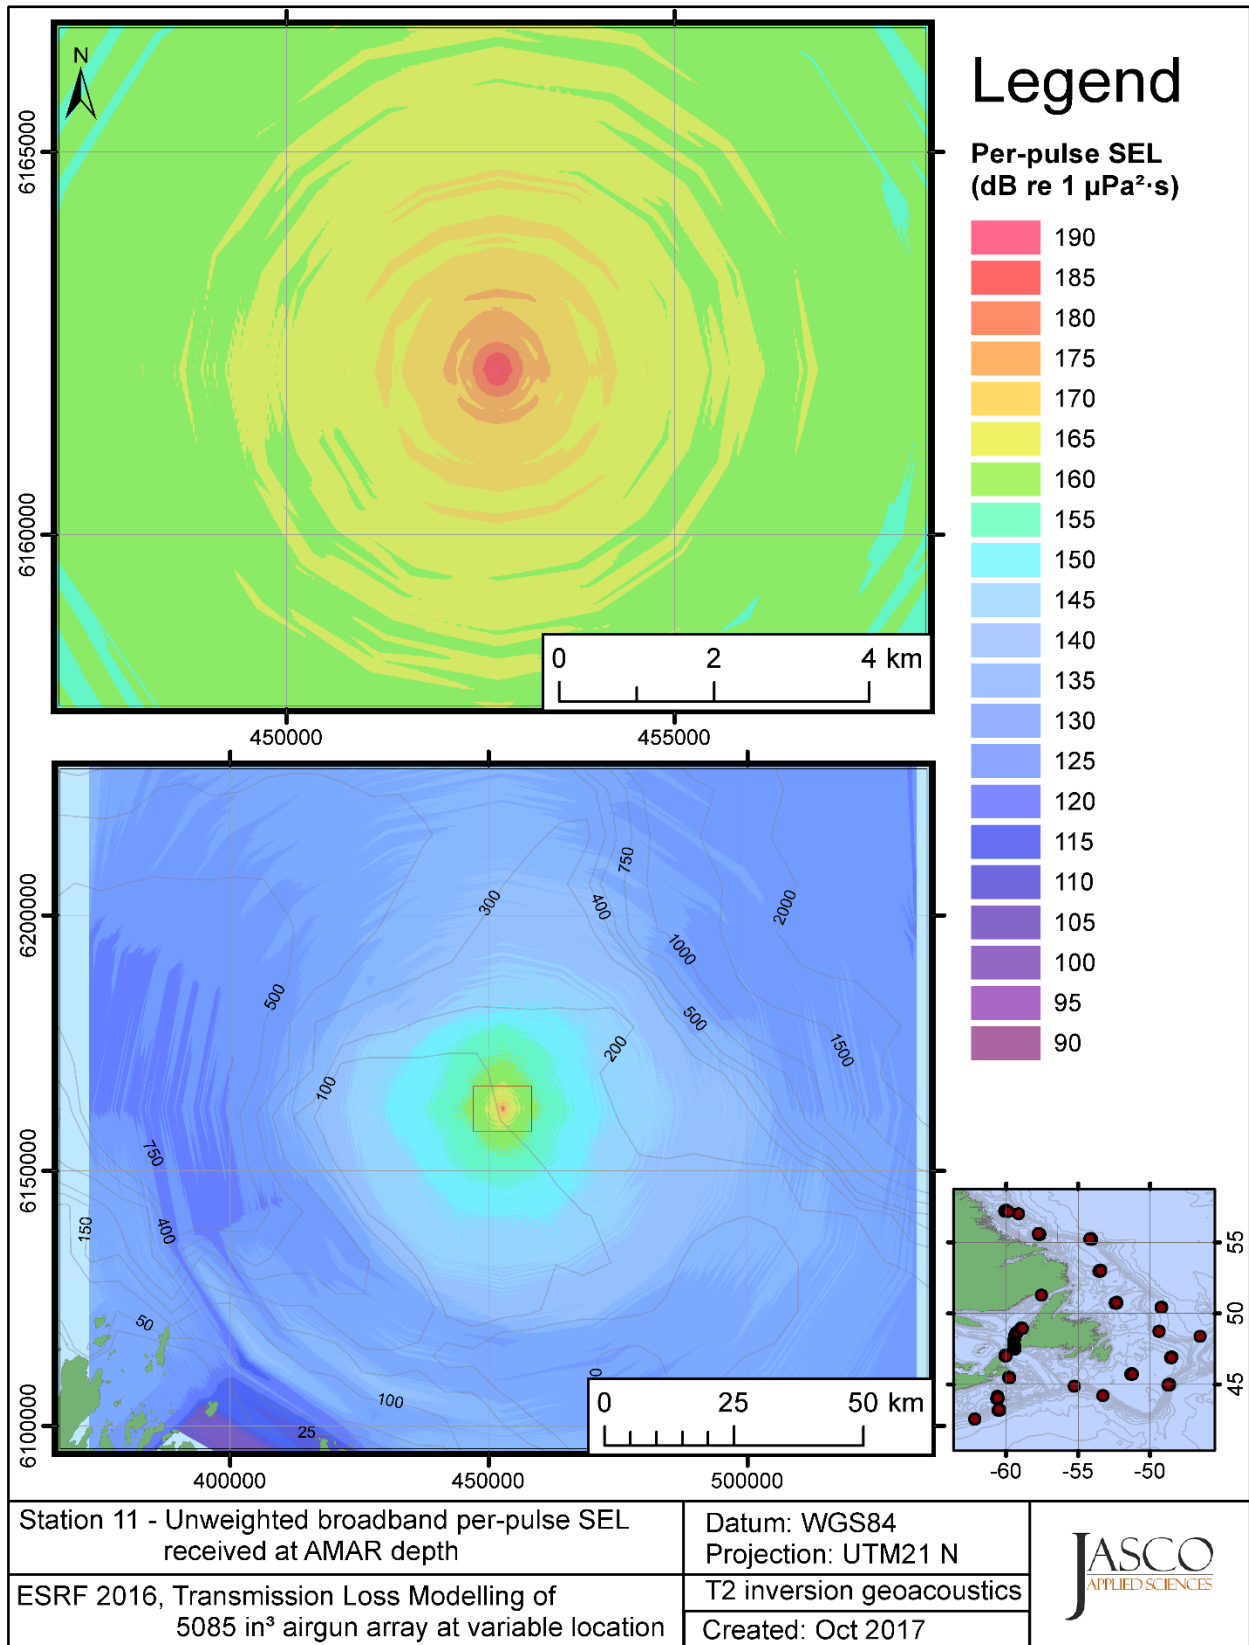 N
6165000
6160000
0 2 4 km
450000 455000
Legend
Per-pulse SEL
(dB re 1 µPa²·s)
190
185
180
175
170
165
160
155
150
145
140
135
130
125
120
115
110
105
100
95
90
6200000
6150000
6100000
300
750
400
2000
1000
500
500
200
1500
100
750
400
150
50
100
25
0
0 25 50 km
400000 450000 500000
55
50
45
-60 -55 -50
Station 11 - Unweighted broadband per-pulse SEL
received at AMAR depth
ESRF 2016, Transmission Loss Modelling of
5085 in³ airgun array at variable location
Datum: WGS84
Projection: UTM21 N
T2 inversion geoacoustics
Created: Oct 2017
JASCO
APPLIED SCIENCES